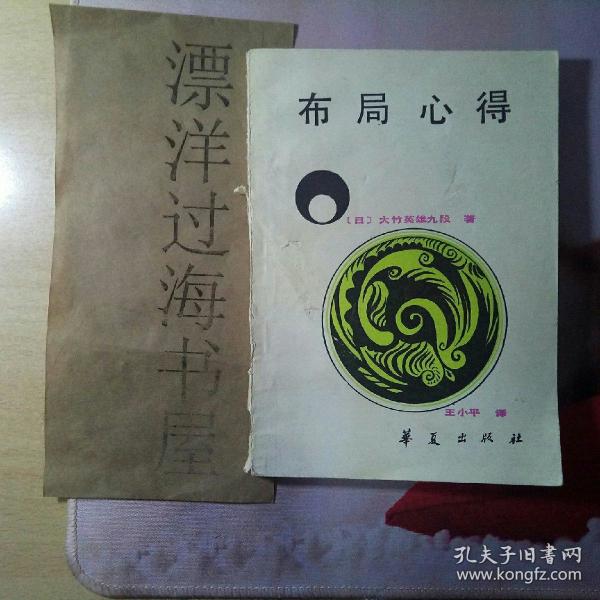 漂洋过海书屋
布局心得
〔日〕大竹英雄九段 著
王小平 译
华夏出版社
孔夫子旧书网
www.kongfz.com